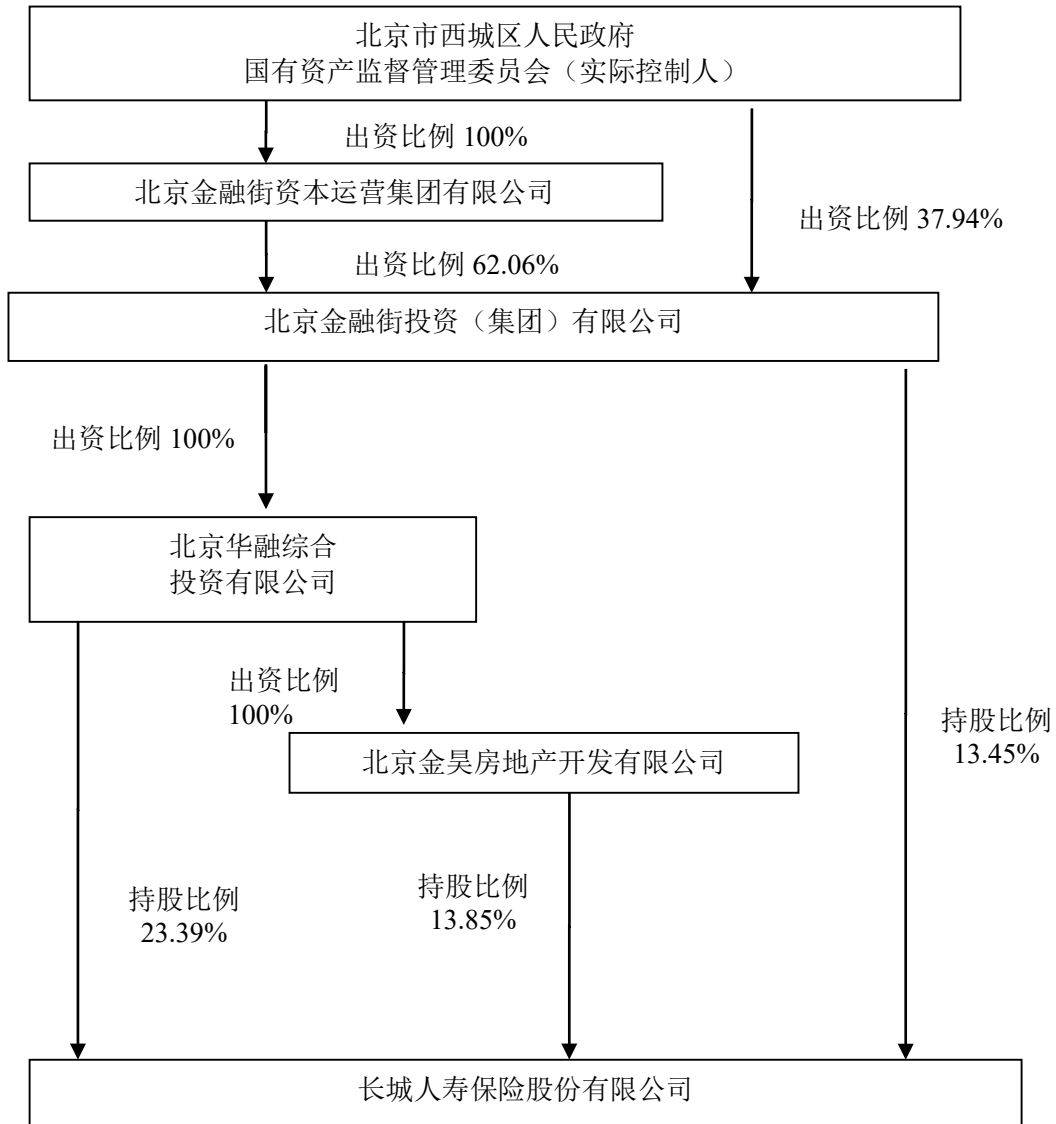 北京市西城区人民政府
国有资产监督管理委员会（实际控制人）
出资比例 100%
北京金融街资本运营集团有限公司
出资比例 37.94%
出资比例 62.06%
北京金融街投资（集团）有限公司
出资比例 100%
北京华融综合
投资有限公司
出资比例
100%
持股比例
13.45%
北京金昊房地产开发有限公司
持股比例
23.39%
持股比例
13.85%
长城人寿保险股份有限公司